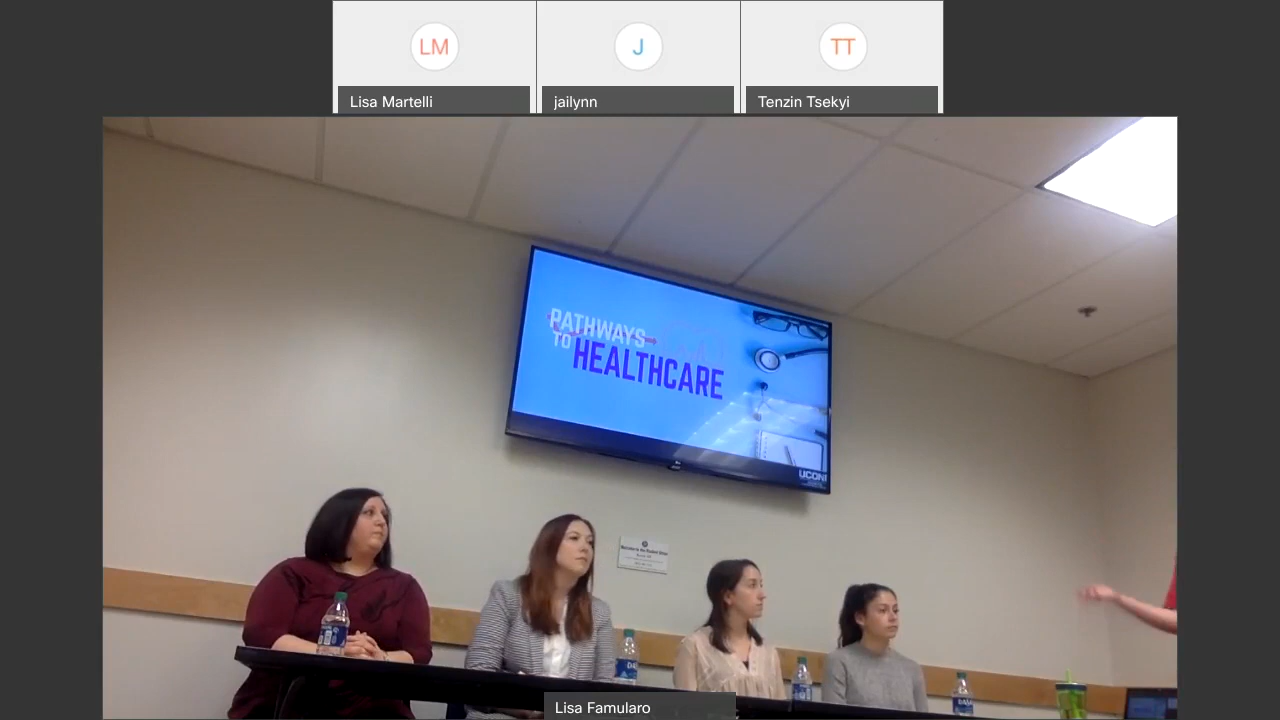 LM
J
TT
Lisa Martelli
jailynn
Tenzin Tsekyi
PATHWAYS
TO
HEALTHCARE
UCONN
Lisa Famularo